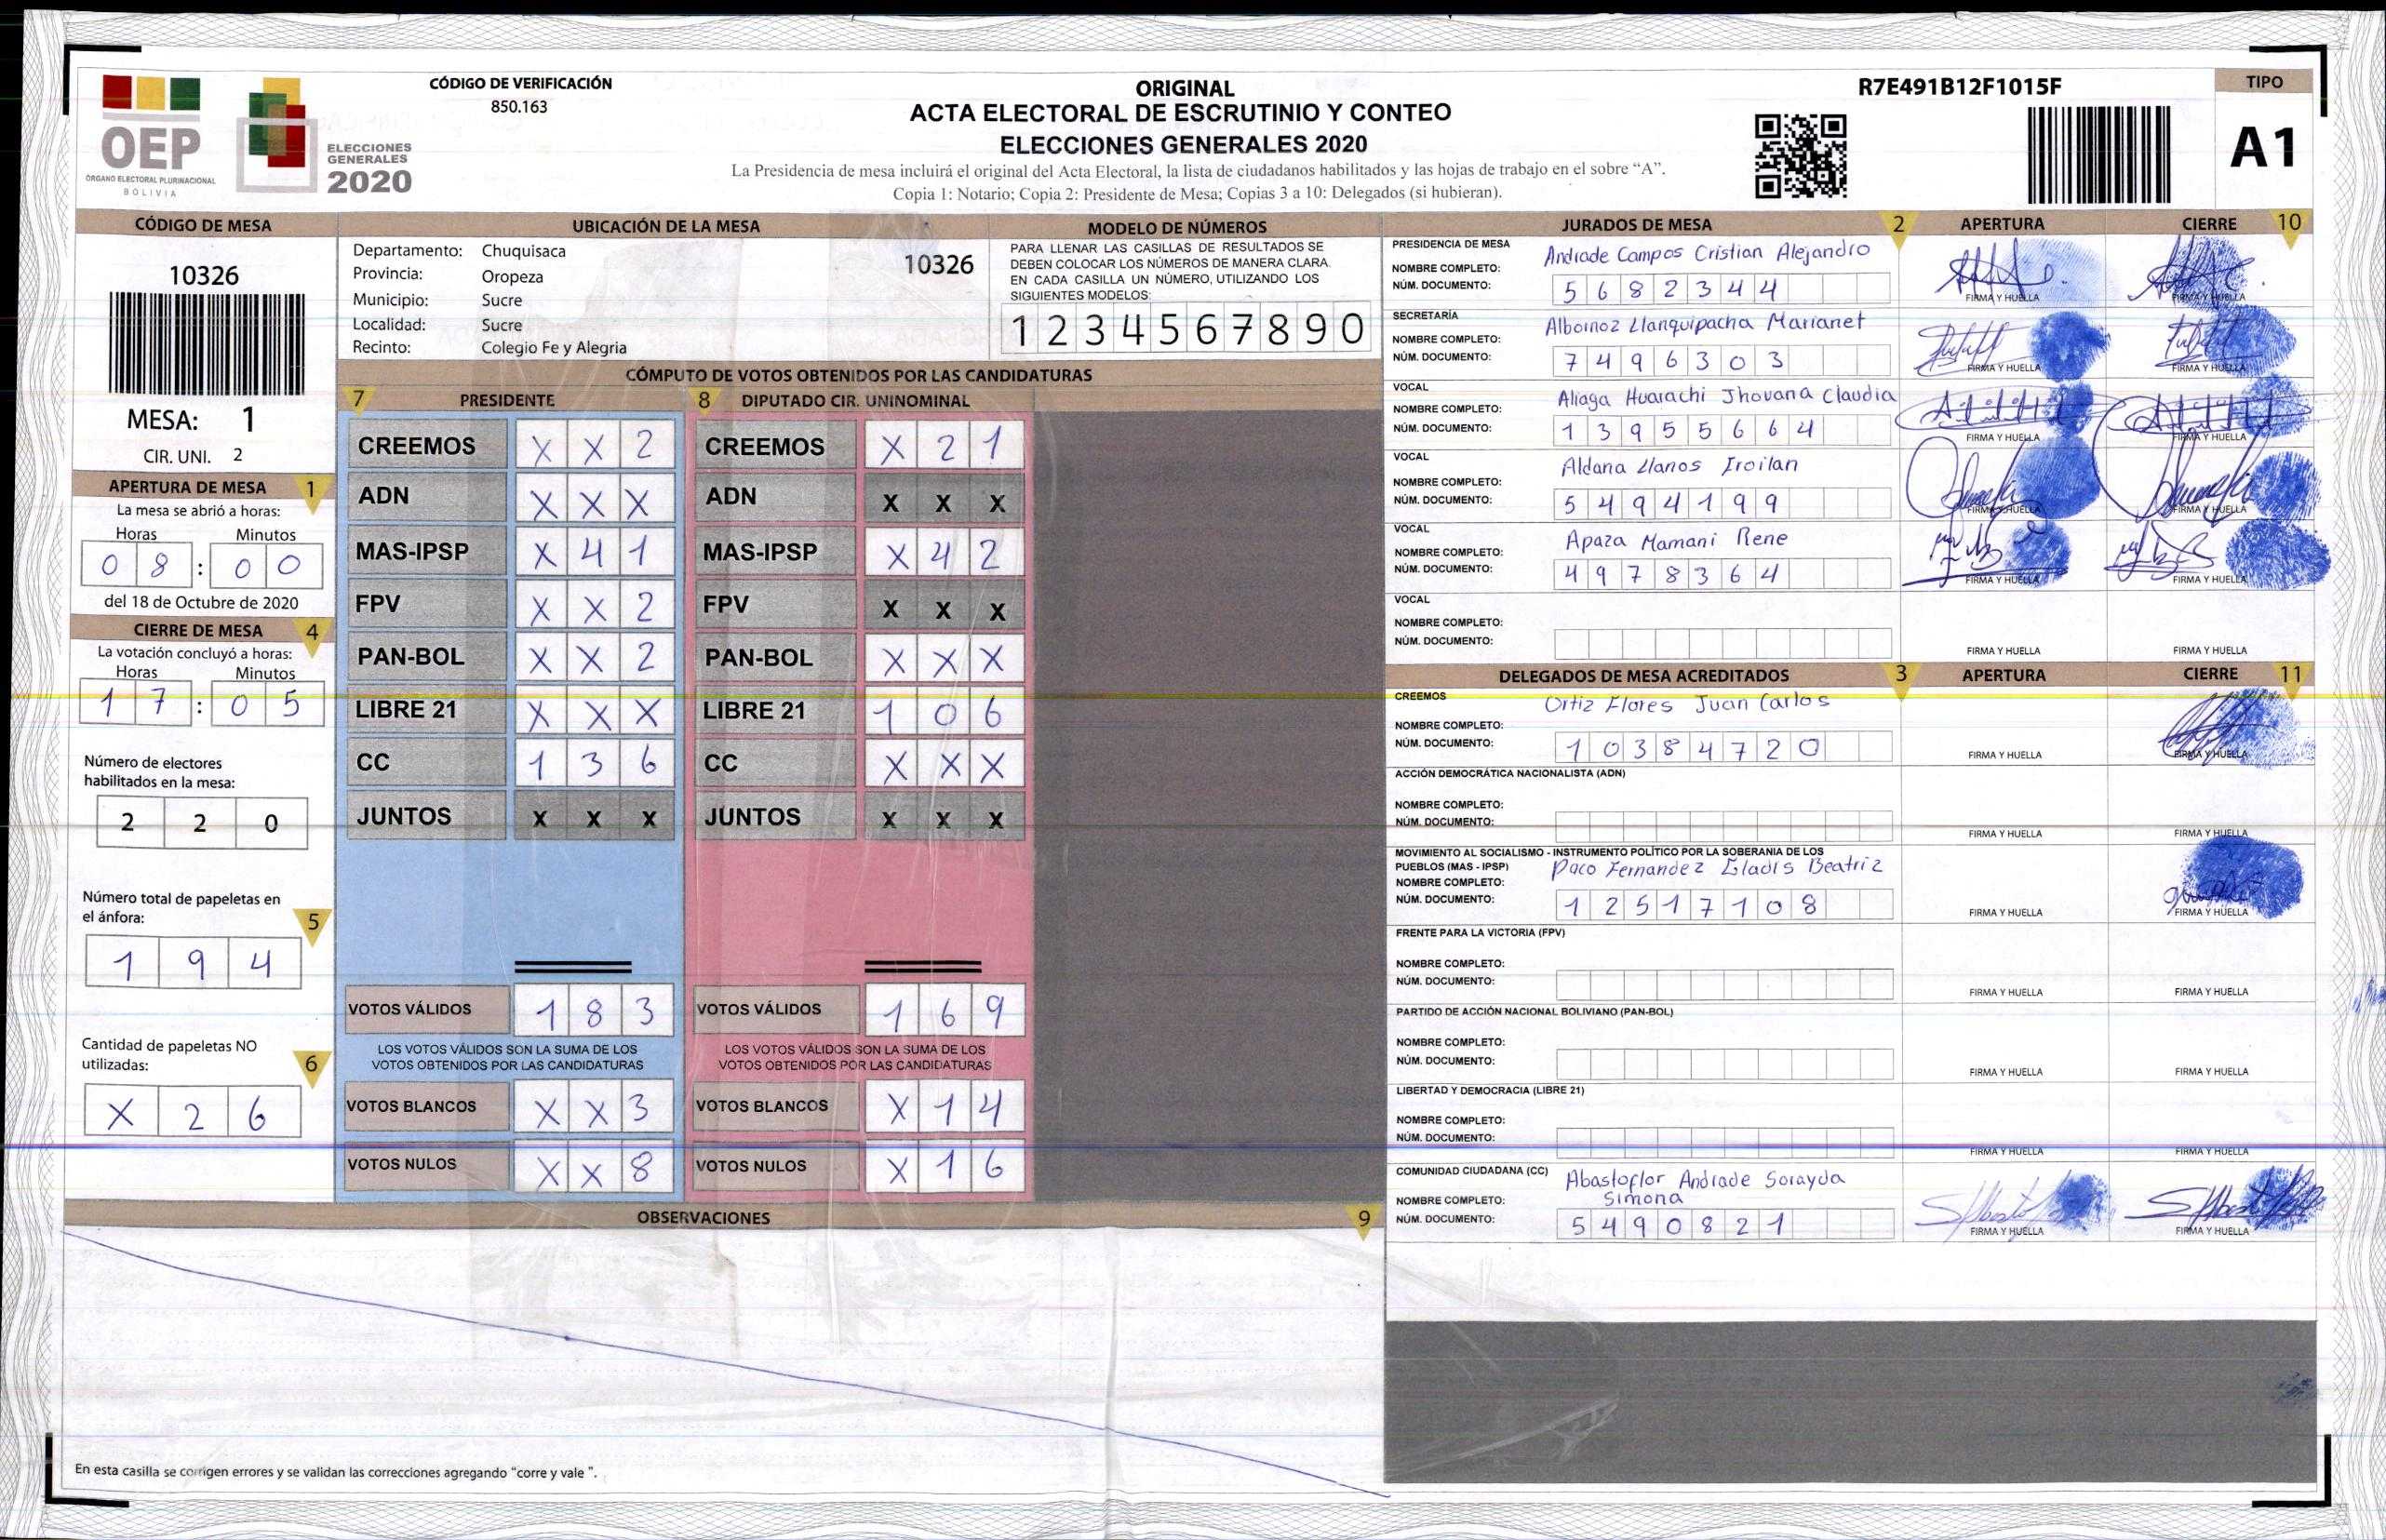 CÓDIGO DE VERIFICACIÓN
850.163
OEP
ÓRGANO ELECTORAL PLURINACIONAL
BOLIVIA
ELECCIONES
GENERALES
2020
ORIGINAL
ACTA ELECTORAL DE ESCRUTINIO Y CONTEO
ELECCIONES GENERALES 2020
La Presidencia de mesa incluirá el original del Acta Electoral, la lista de ciudadanos habilitados y las hojas de trabajo en el sobre “A”.
Copia 1: Notario; Copia 2: Presidente de Mesa; Copias 3 a 10: Delegados (si hubieran).
R7E491B12F1015F
TIPO
A1
CÓDIGO DE MESA
10326
MESA: 1
CIR. UNI. 2
APERTURA DE MESA 1
La mesa se abrió a horas:
Horas Minutos
0 8 : 0 0
del 18 de Octubre de 2020
CIERRE DE MESA 4
La votación concluyó a horas:
Horas Minutos
1 7 : 0 5
Número de electores
habilitados en la mesa:
2 2 0
Número total de papeletas en
el ánfora: 5
1 9 4
Cantidad de papeletas NO
utilizadas: 6
X 2 6
UBICACIÓN DE LA MESA
Departamento: Chuquisaca
Provincia: Oropeza
Municipio: Sucre
Localidad: Sucre
Recinto: Colegio Fe y Alegria
10326
MODELO DE NÚMEROS
PARA LLENAR LAS CASILLAS DE RESULTADOS SE
DEBEN COLOCAR LOS NÚMEROS DE MANERA CLARA.
EN CADA CASILLA UN NÚMERO, UTILIZANDO LOS
SIGUIENTES MODELOS:
1 2 3 4 5 6 7 8 9 0
CÓMPUTO DE VOTOS OBTENIDOS POR LAS CANDIDATURAS
7 PRESIDENTE 8 DIPUTADO CIR. UNINOMINAL
CREEMOS X X 2 CREEMOS X 2 1
ADN X X X ADN X X X
MAS-IPSP X 4 1 MAS-IPSP X 4 2
FPV X X 2 FPV X X X
PAN-BOL X X 2 PAN-BOL X X X
LIBRE 21 X X X LIBRE 21 1 0 6
CC 1 3 6 CC X X X
JUNTOS X X X JUNTOS X X X
VOTOS VÁLIDOS 1 8 3 VOTOS VÁLIDOS 1 6 9
LOS VOTOS VÁLIDOS SON LA SUMA DE LOS LOS VOTOS VÁLIDOS SON LA SUMA DE LOS
VOTOS OBTENIDOS POR LAS CANDIDATURAS VOTOS OBTENIDOS POR LAS CANDIDATURAS
VOTOS BLANCOS X X 3 VOTOS BLANCOS X 1 4
VOTOS NULOS X X 8 VOTOS NULOS X 1 6
OBSERVACIONES 9
En esta casilla se corrigen errores y se validan las correcciones agregando “corre y vale ”.
JURADOS DE MESA 2 APERTURA CIERRE 10
PRESIDENCIA DE MESA
NOMBRE COMPLETO: Andrade Campos Cristian Alejandro
NÚM. DOCUMENTO: 5 6 8 2 3 4 4
FIRMA Y HUELLA FIRMA Y HUELLA
SECRETARÍA
NOMBRE COMPLETO: Albornoz Llanquipacha Marianet
NÚM. DOCUMENTO: 7 4 9 6 3 0 3
FIRMA Y HUELLA FIRMA Y HUELLA
VOCAL
NOMBRE COMPLETO: Aliaga Huarachi Jhovana Claudia
NÚM. DOCUMENTO: 1 3 9 5 5 6 6 4
FIRMA Y HUELLA FIRMA Y HUELLA
VOCAL
NOMBRE COMPLETO: Aldana Llanos Froilan
NÚM. DOCUMENTO: 5 4 9 4 1 9 9
FIRMA Y HUELLA FIRMA Y HUELLA
VOCAL
NOMBRE COMPLETO: Apaza Mamani Rene
NÚM. DOCUMENTO: 4 9 7 8 3 6 4
FIRMA Y HUELLA FIRMA Y HUELLA
VOCAL
NOMBRE COMPLETO:
NÚM. DOCUMENTO:
FIRMA Y HUELLA FIRMA Y HUELLA
DELEGADOS DE MESA ACREDITADOS 3 APERTURA CIERRE 11
CREEMOS
NOMBRE COMPLETO: Ortiz Flores Juan Carlos
NÚM. DOCUMENTO: 1 0 3 8 4 7 2 0
FIRMA Y HUELLA FIRMA Y HUELLA
ACCIÓN DEMOCRÁTICA NACIONALISTA (ADN)
NOMBRE COMPLETO:
NÚM. DOCUMENTO:
FIRMA Y HUELLA FIRMA Y HUELLA
MOVIMIENTO AL SOCIALISMO - INSTRUMENTO POLÍTICO POR LA SOBERANIA DE LOS
PUEBLOS (MAS - IPSP) Paco Fernandez Gladis Beatriz
NOMBRE COMPLETO:
NÚM. DOCUMENTO: 1 2 5 1 7 1 0 8
FIRMA Y HUELLA FIRMA Y HUELLA
FRENTE PARA LA VICTORIA (FPV)
NOMBRE COMPLETO:
NÚM. DOCUMENTO:
FIRMA Y HUELLA FIRMA Y HUELLA
PARTIDO DE ACCIÓN NACIONAL BOLIVIANO (PAN-BOL)
NOMBRE COMPLETO:
NÚM. DOCUMENTO:
FIRMA Y HUELLA FIRMA Y HUELLA
LIBERTAD Y DEMOCRACIA (LIBRE 21)
NOMBRE COMPLETO:
NÚM. DOCUMENTO:
FIRMA Y HUELLA FIRMA Y HUELLA
COMUNIDAD CIUDADANA (CC) Abastoflor Andrade Sorayda
NOMBRE COMPLETO: Simona
NÚM. DOCUMENTO: 5 4 9 0 8 2 1
FIRMA Y HUELLA FIRMA Y HUELLA